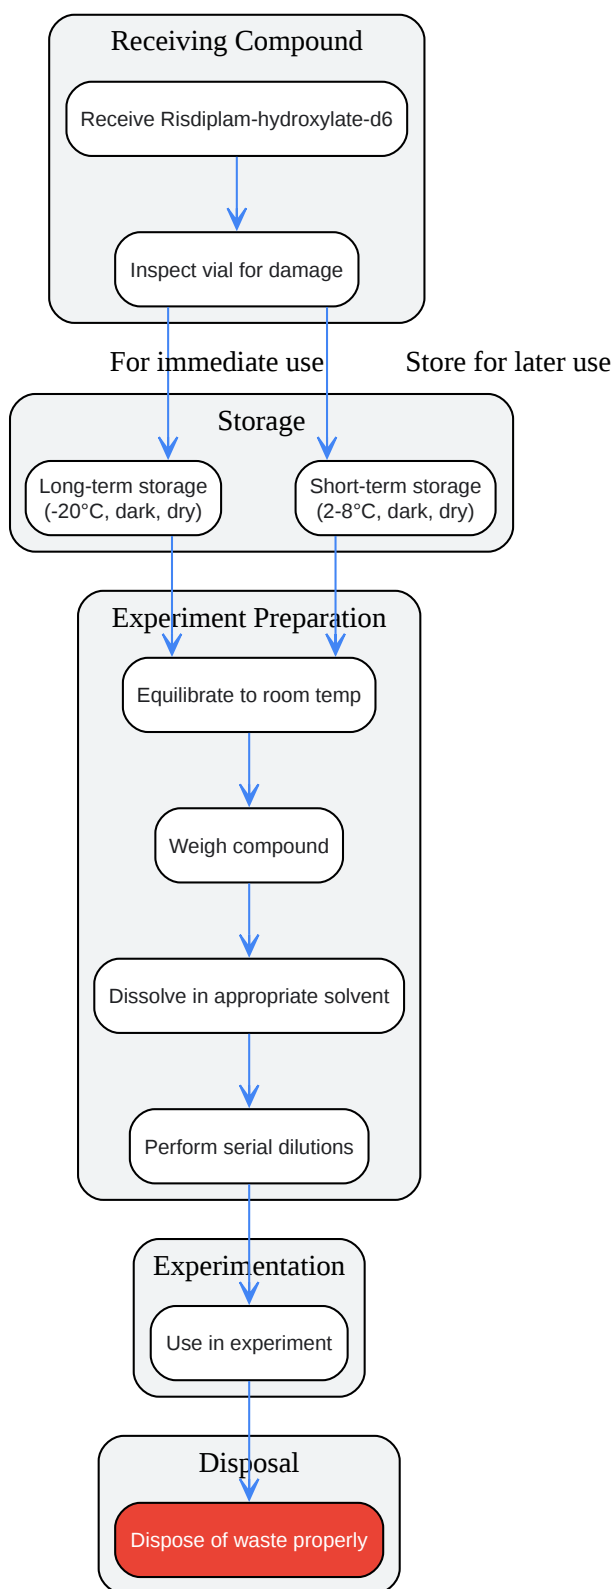 Receiving Compound
Receive Risdiplam-hydroxylate-d6
Inspect vial for damage
For immediate use
Store for later use
Storage
Long-term storage
(-20°C, dark, dry)
Short-term storage
(2-8°C, dark, dry)
Experiment Preparation
Equilibrate to room temp
Weigh compound
Dissolve in appropriate solvent
Perform serial dilutions
Experimentation
Use in experiment
Disposal
Dispose of waste properly